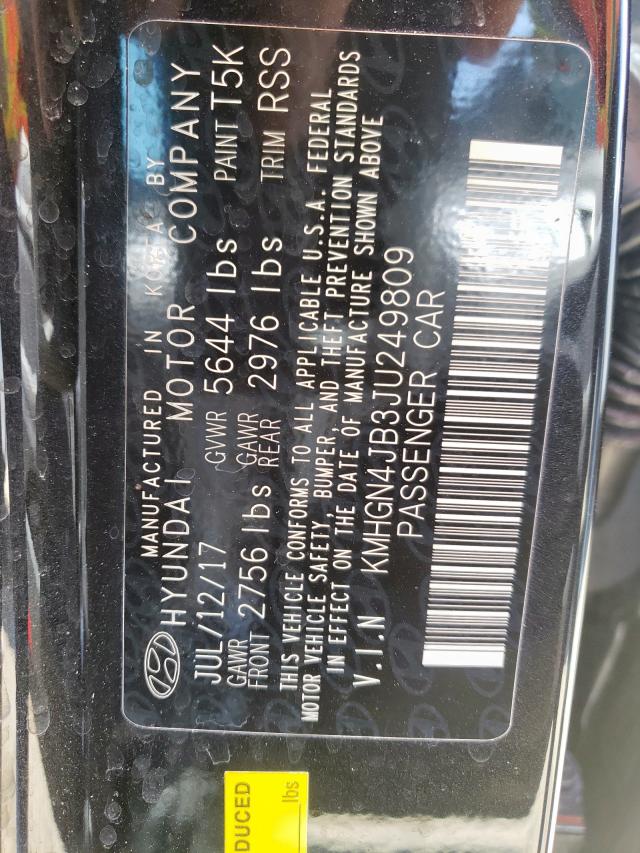 MANUFACTURED IN KOREA BY
HYUNDAI MOTOR COMPANY
JUL/12/17 GVWR 5644 lbs PAINT T5K
GAWR FRONT 2756 lbs GAWR REAR 2976 lbs TRIM RSS
THIS VEHICLE CONFORMS TO ALL APPLICABLE U.S.A. FEDERAL
MOTOR VEHICLE SAFETY, BUMPER, AND THEFT PREVENTION STANDARDS
IN EFFECT ON THE DATE OF MANUFACTURE SHOWN ABOVE
V.I.N KMHGN4JB3JU249809
PASSENGER CAR
DUCED
lbs